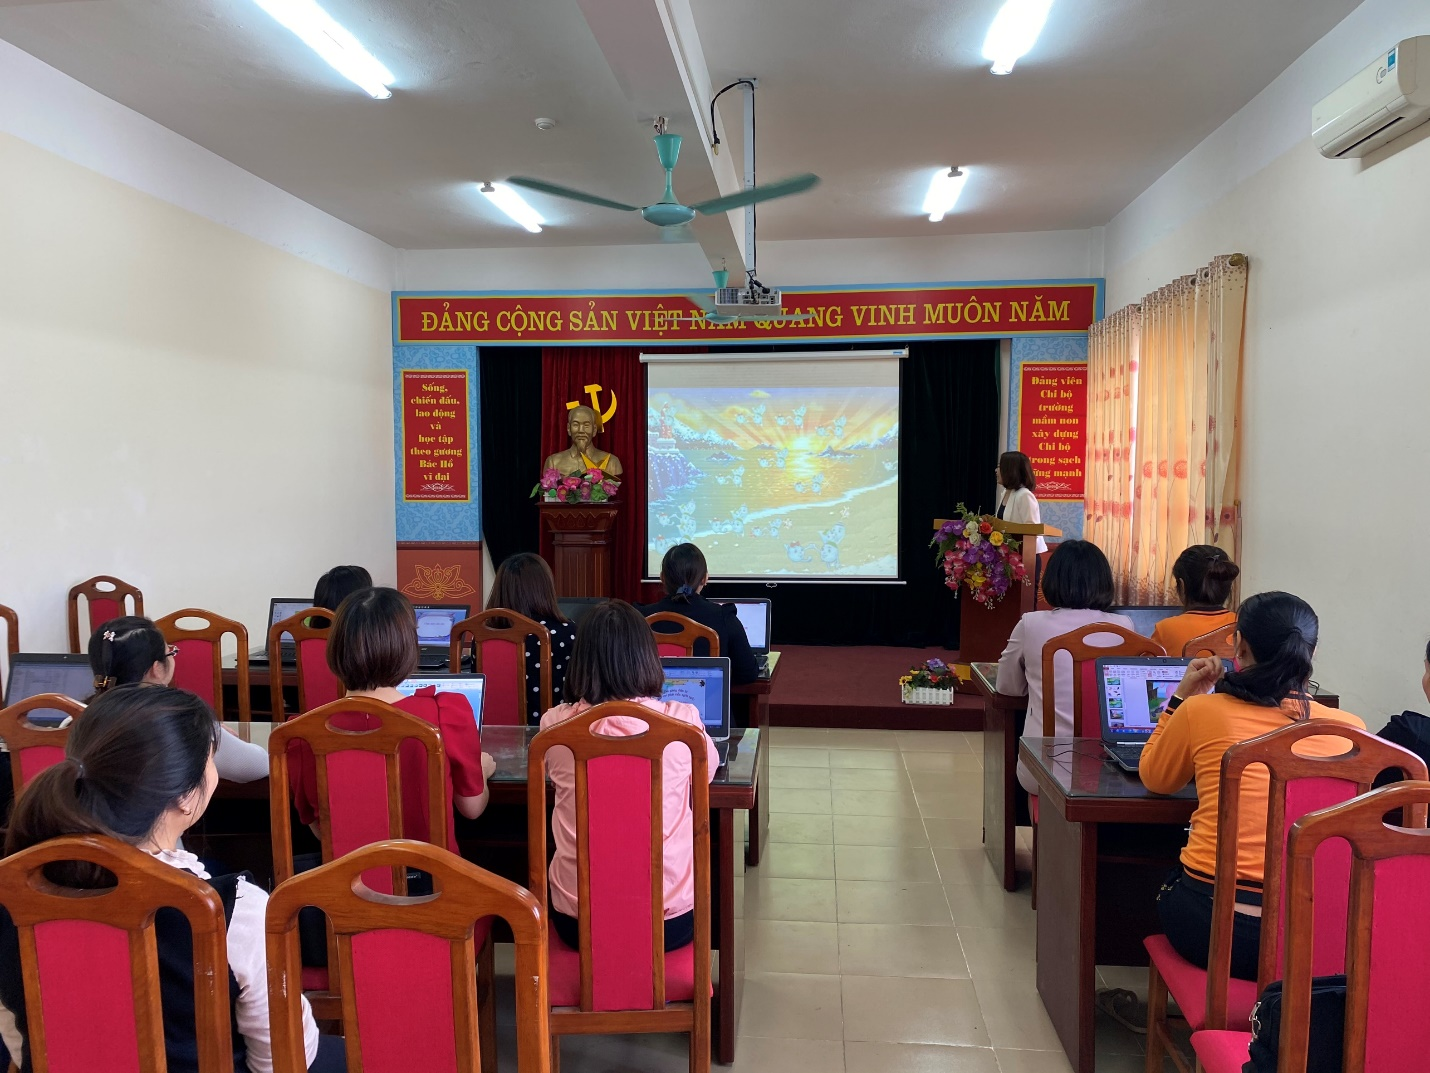 ĐẢNG CỘNG SẢN VIỆT NAM QUANG VINH MUÔN NĂM
Sống,
chiến đấu,
lao động
và
học tập
theo gương
Bác Hồ
vĩ đại
Đảng viên
Chi bộ
trường
mầm non
xây dựng
Chi bộ
trong sạch
vững mạnh